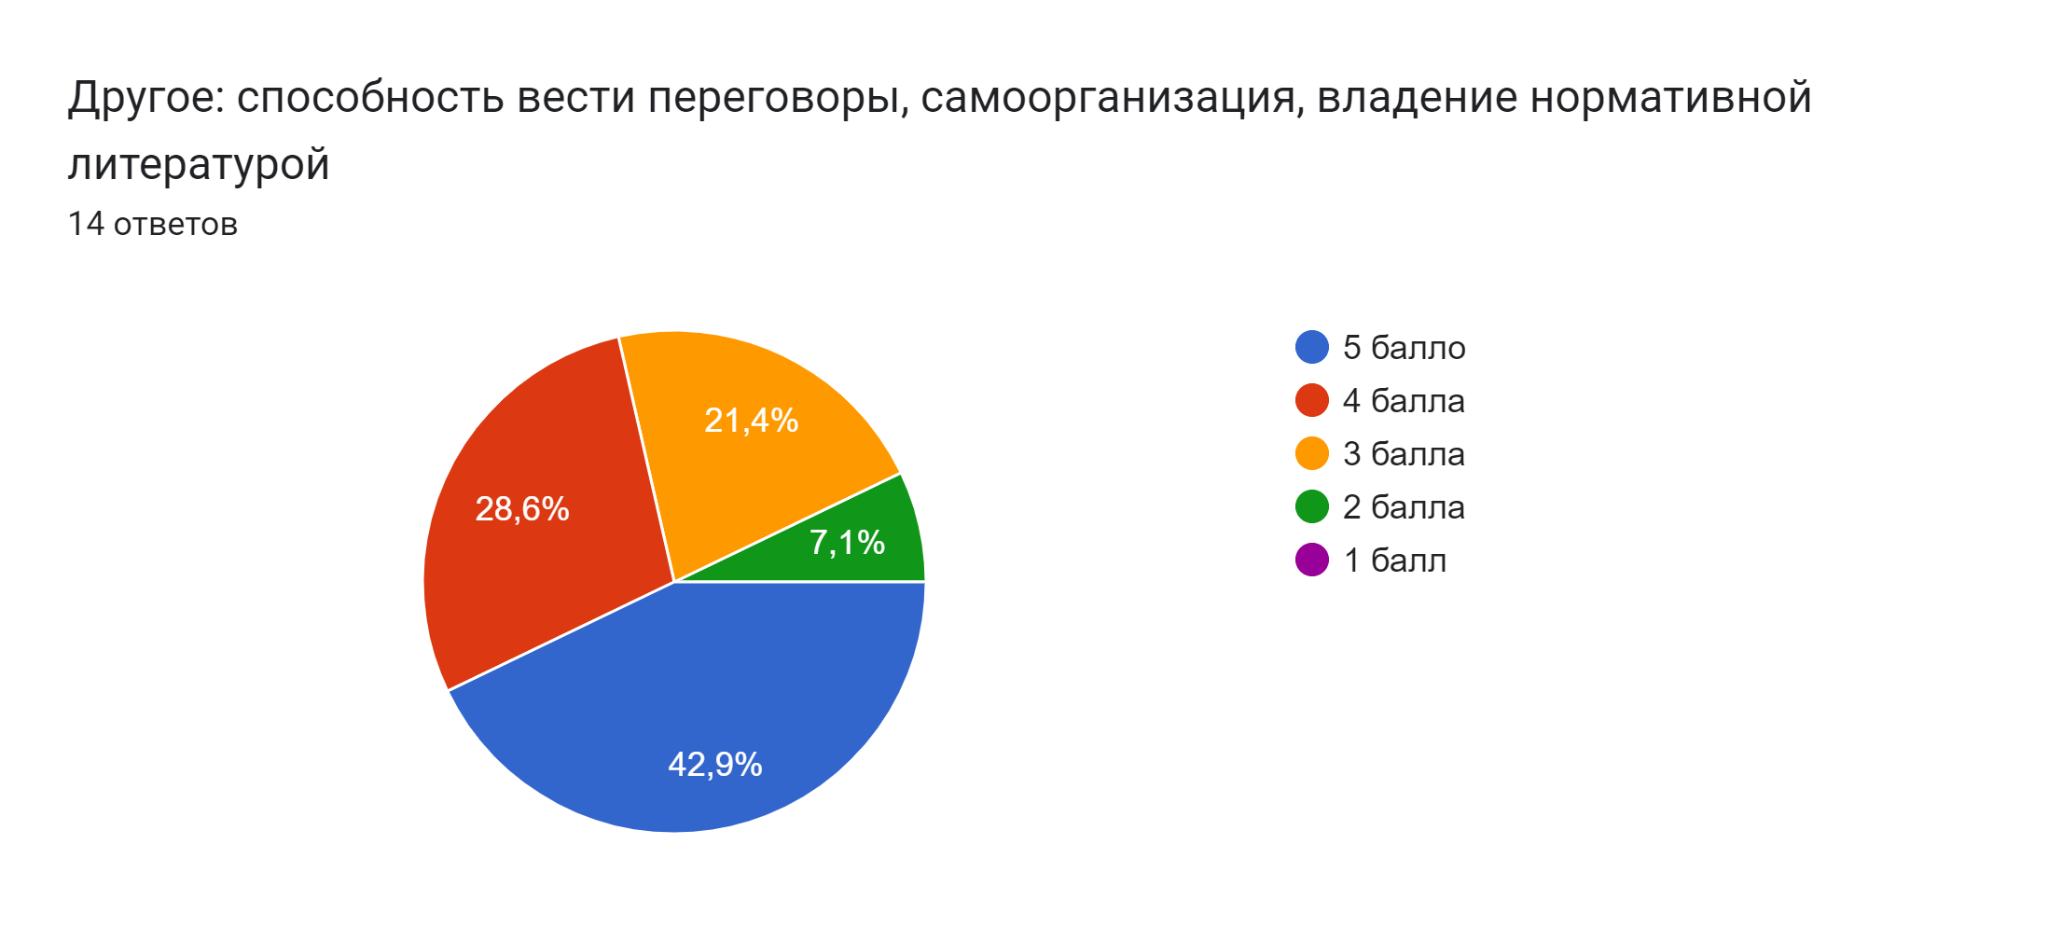 Другое: способность вести переговоры, самоорганизация, владение нормативной
литературой
14 ответов
21,4%
28,6%
7,1%
42,9%
5 балло
4 балла
3 балла
2 балла
1 балл